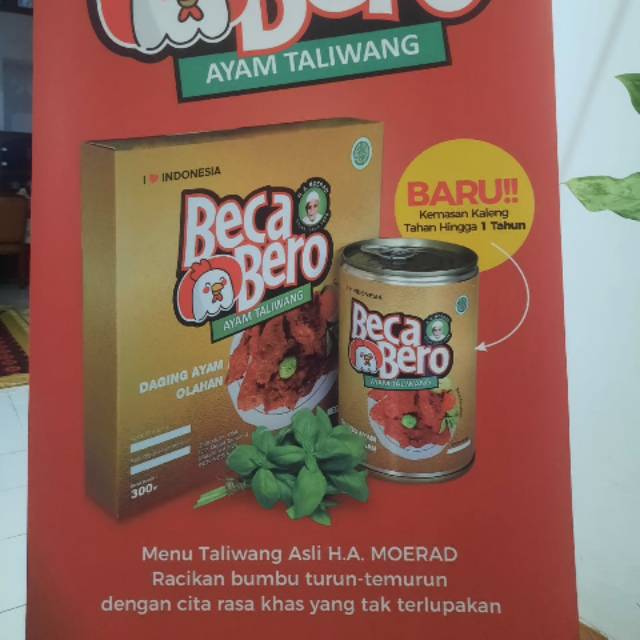 Bero
AYAM TALIWANG
I ❤ INDONESIA
H.A. MOERAD
Beca
Bero
AYAM TALIWANG
DAGING AYAM
OLAHAN
300
BARU!!
Kemasan Kaleng
Tahan Hingga 1 Tahun
INDONESIA
Beca
Bero
AYAM TALIWANG
Menu Taliwang Asli H.A. MOERAD
Racikan bumbu turun-temurun
dengan cita rasa khas yang tak terlupakan